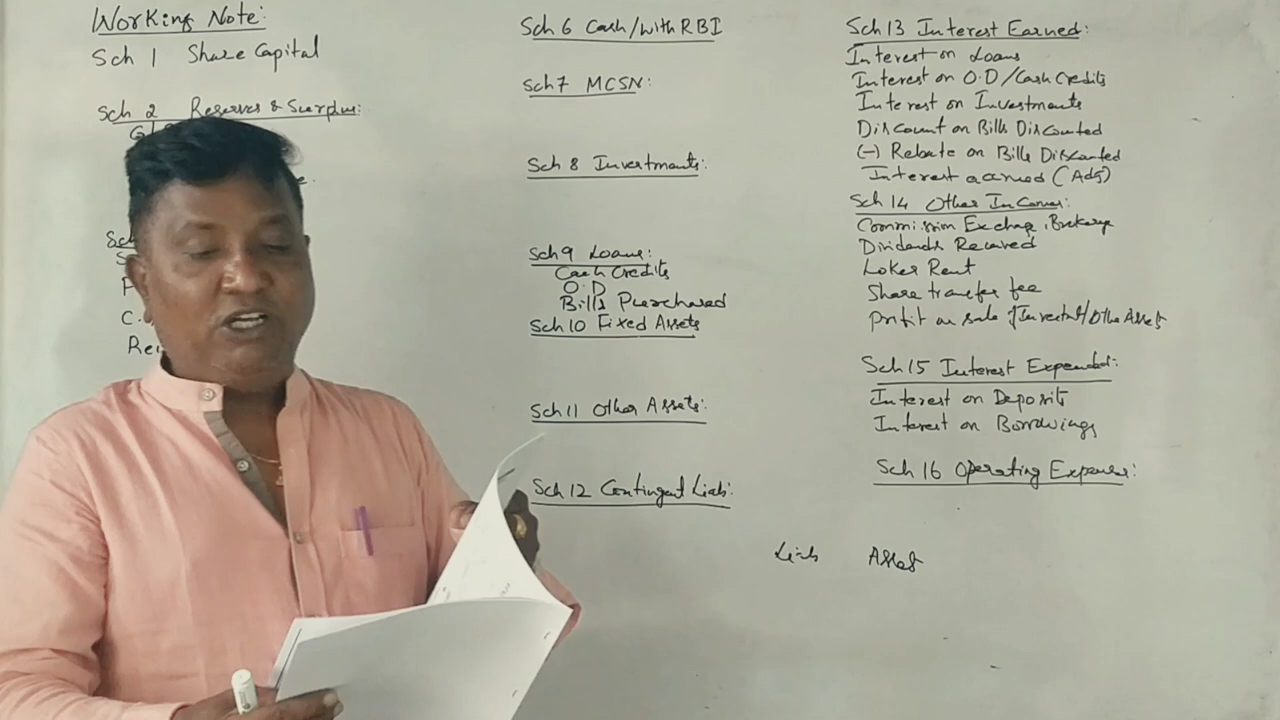 Working Note:
Sch 1 Share Capital
Sch 2 Reserves & Surplus:
Sch 6 Cash/with RBI
Sch 7 MCSN:
Sch 8 Investments:
Sch 9 Loans:
Cash Credits
O.D
Bills Purchased
Sch 10 Fixed Assets
Sch 11 Other Assets:
Sch 12 Contingent Liab:
Sch 13 Interest Earned:
Interest on Loans
Interest on O.D/Cash Credits
Interest on Investments
Discount on Bills Discounted
(-) Rebate on Bills Discounted
Interest accrued (Adj)
Sch 14 Other Income:
Commission Exchange, Brokerage
Dividends Received
Loker Rent
Share transfer fee
Profit on sale of Investmt/Other Asset
Sch 15 Interest Expended:
Interest on Deposits
Interest on Borrowings
Sch 16 Operating Expenses:
Liab Asset